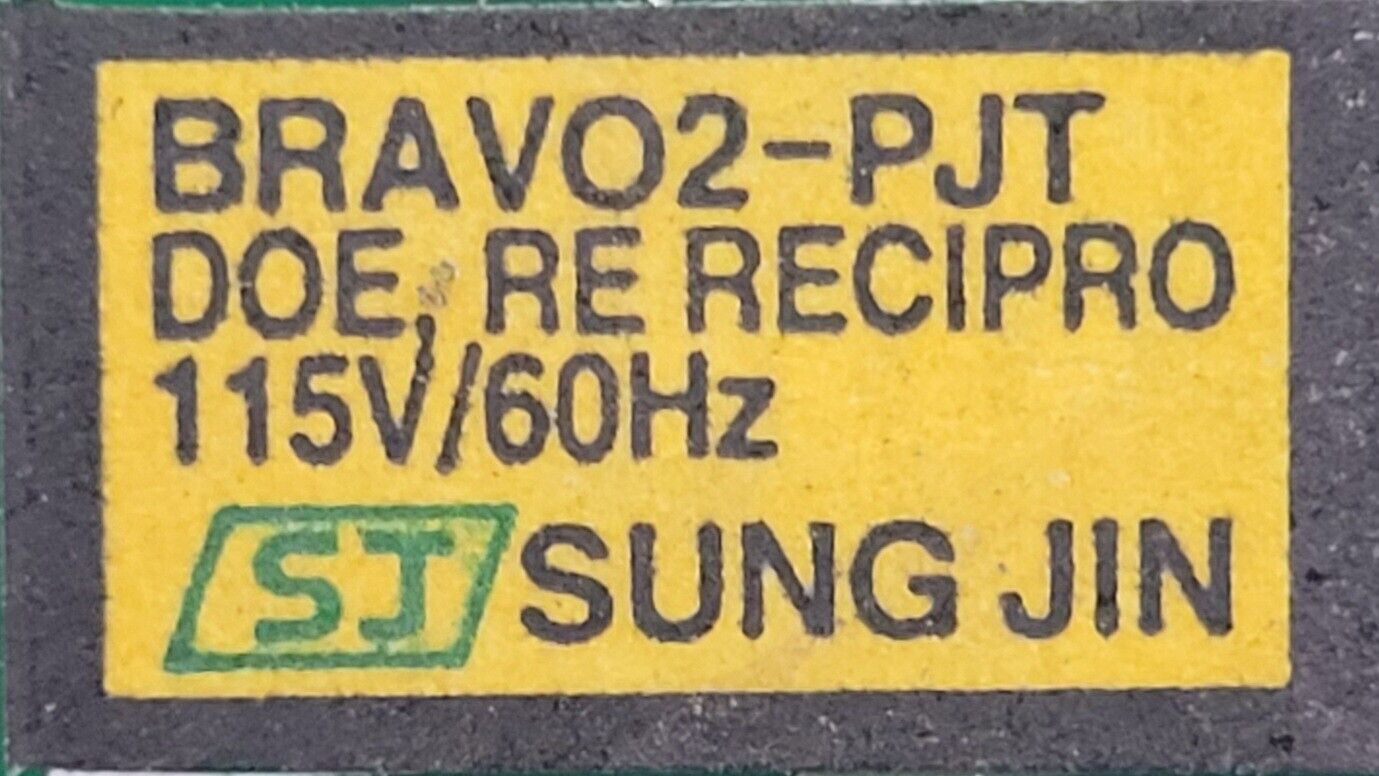 BRAVO2-PJT
DOE, RE RECIPRO
115V/60Hz
SJ SUNG JIN